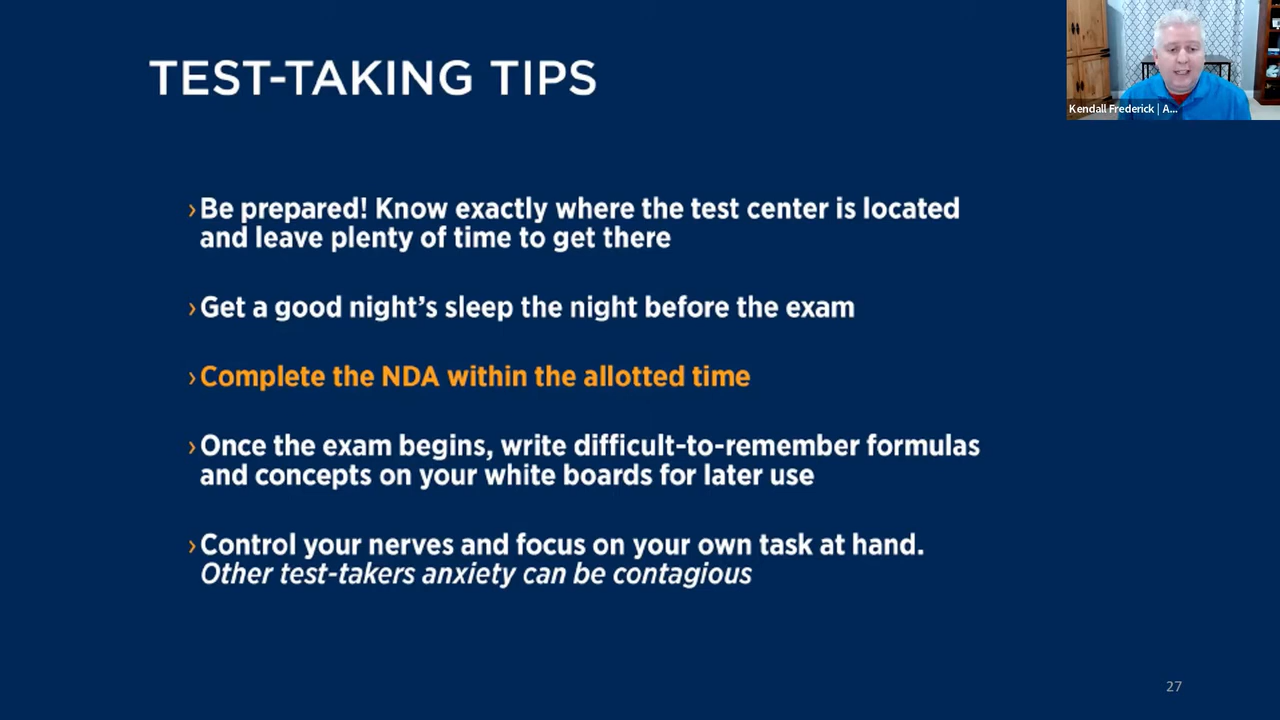 TEST-TAKING TIPS
Kendall Frederick | A...
› Be prepared! Know exactly where the test center is located
and leave plenty of time to get there
› Get a good night’s sleep the night before the exam
› Complete the NDA within the allotted time
› Once the exam begins, write difficult-to-remember formulas
and concepts on your white boards for later use
› Control your nerves and focus on your own task at hand.
Other test-takers anxiety can be contagious
27